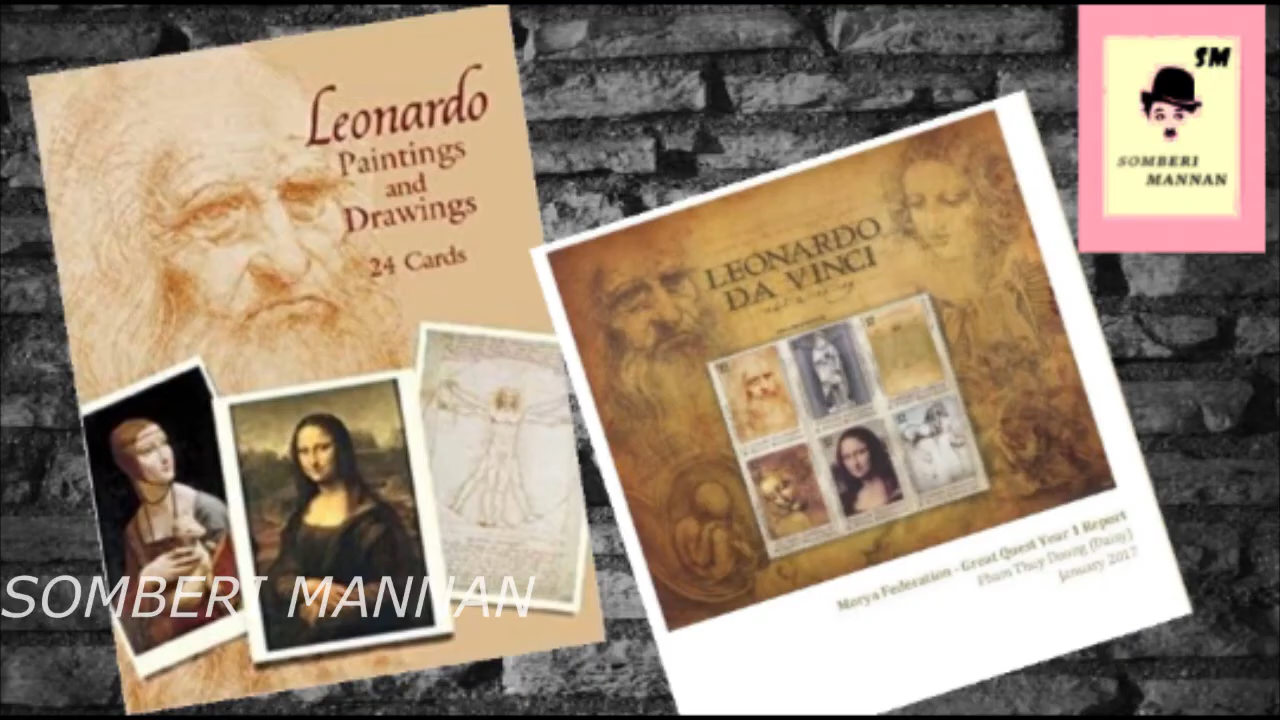 Leonardo
Paintings
and
Drawings
24 Cards
LEONARDO
DA VINCI
Morya Federation - Great Quest Year 1 Report
Pham Thuy Duong (Daisy)
January 2017
SM
SOMBERI
MANNAN
SOMBERI MANNAN